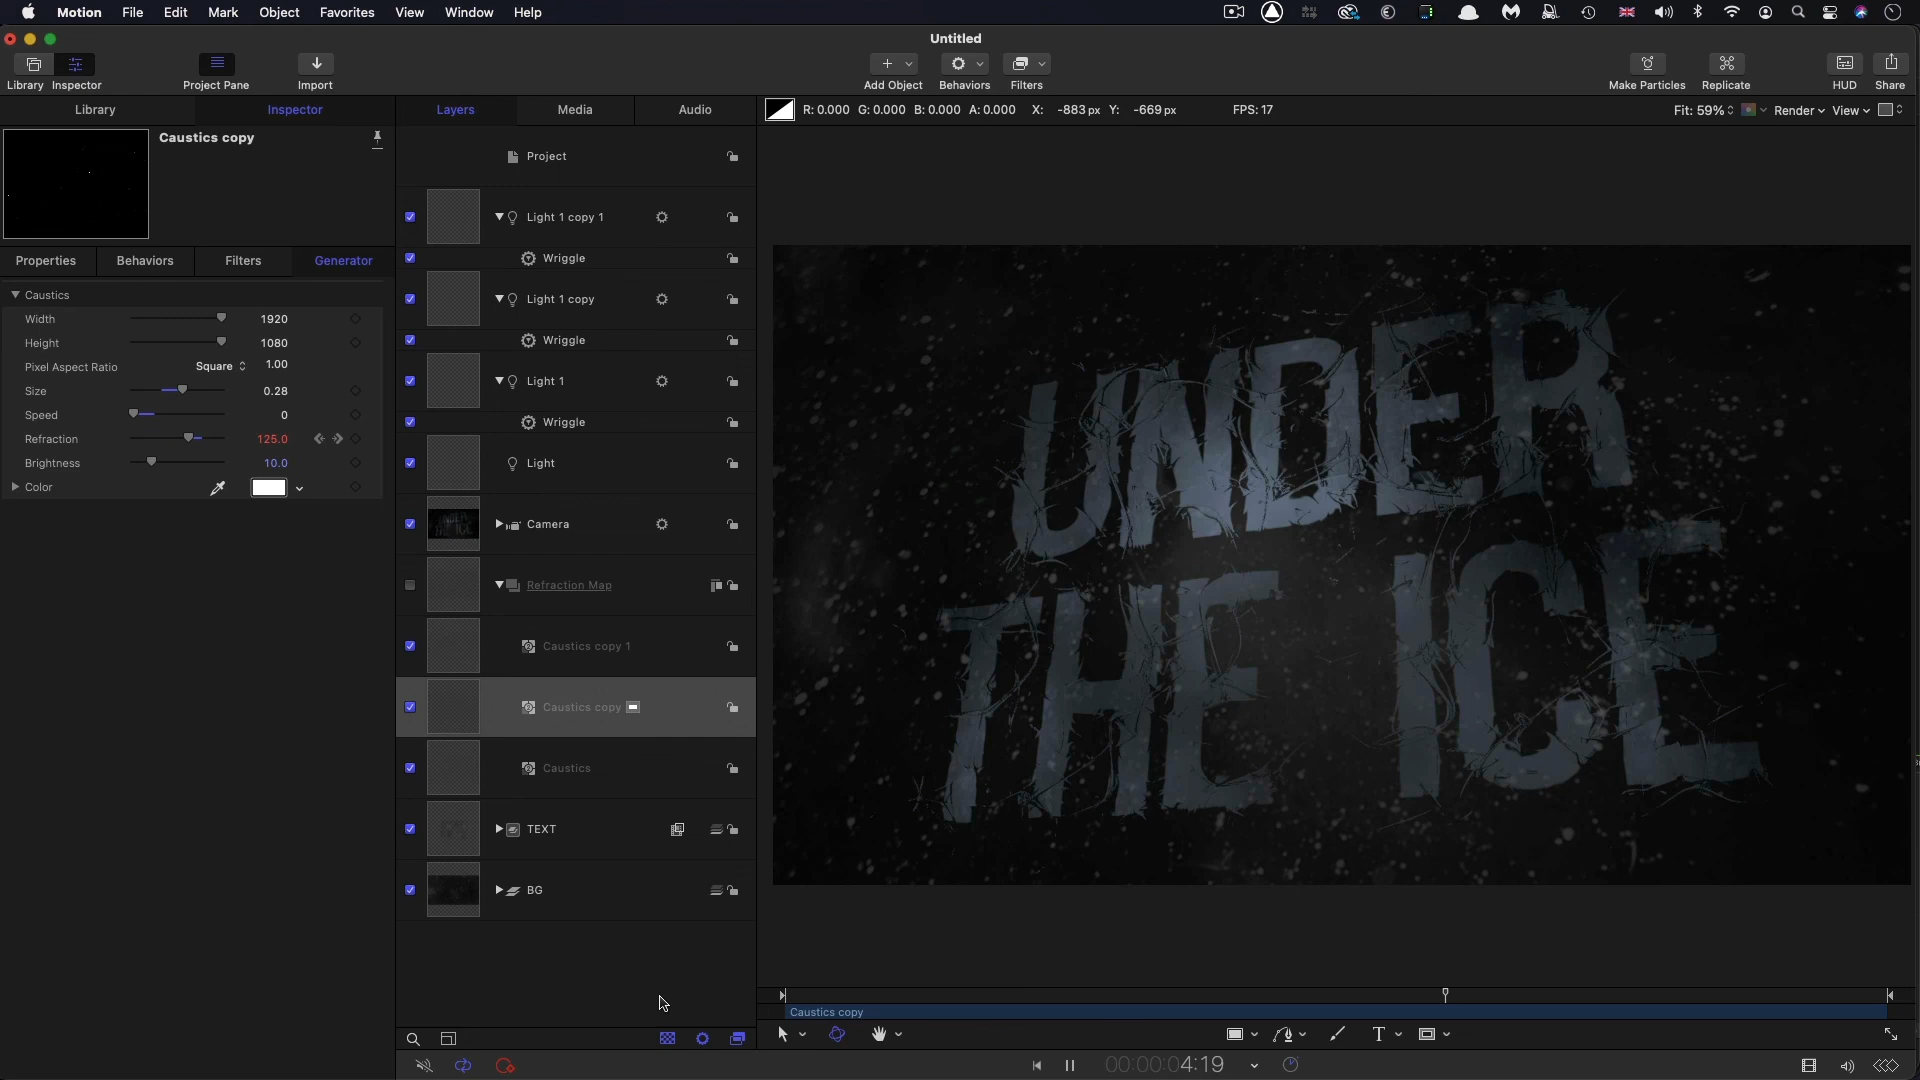 Motion File Edit Mark Object Favorites View Window Help
Untitled
Library Inspector Project Pane Import Add Object Behaviors Filters Make Particles Replicate HUD Share
Library Inspector Layers Media Audio R: 0.000 G: 0.000 B: 0.000 A: 0.000 X: -883 px Y: -669 px FPS: 17 Fit: 59% Render View
Caustics copy
Properties Behaviors Filters Generator
Caustics
Width 1920
Height 1080
Pixel Aspect Ratio Square 1.00
Size 0.28
Speed 0
Refraction 125.0
Brightness 10.0
Color
Project
Light 1 copy 1
Wriggle
Light 1 copy
Wriggle
Light 1
Wriggle
Light
Camera
Refraction Map
Caustics copy 1
Caustics copy
Caustics
TEXT
BG
UNDER
THE ICE
Caustics copy
T
00:00:04:19